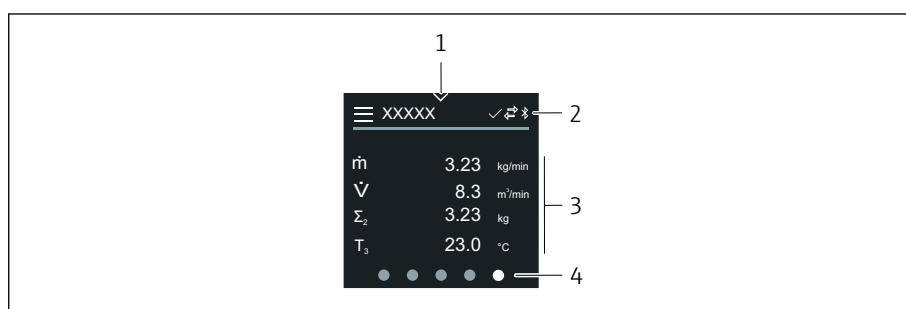 1
XXXXX 2
ṁ 3.23 kg/min
V̇ 8.3 m³/min
3
Σ₂ 3.23 kg
T₃ 23.0 °C
4